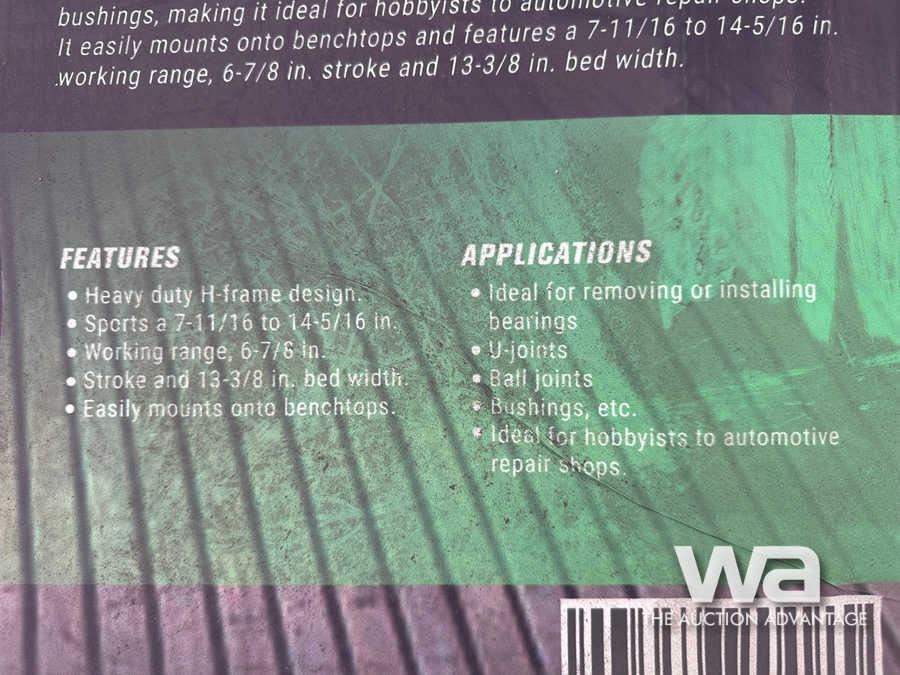 bushings, making it ideal for hobbyists to automotive repair shops.
It easily mounts onto benchtops and features a 7-11/16 to 14-5/16 in.
working range, 6-7/8 in. stroke and 13-3/8 in. bed width.
FEATURES
• Heavy duty H-frame design.
• Sports a 7-11/16 to 14-5/16 in.
• Working range, 6-7/8 in.
• Stroke and 13-3/8 in. bed width.
• Easily mounts onto benchtops.
APPLICATIONS
• Ideal for removing or installing
bearings
• U-joints
• Ball joints
• Bushings, etc.
• Ideal for hobbyists to automotive
repair shops.
wa
THE AUCTION ADVANTAGE